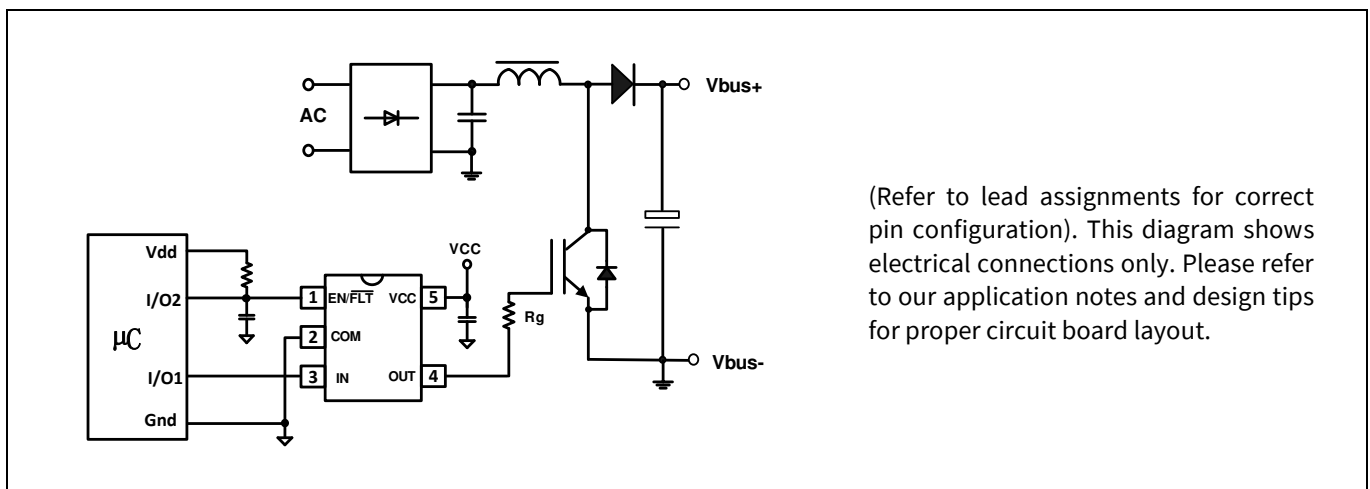 AC
Vbus+
Vbus-
Vdd
I/O2
µC
I/O1
Gnd
VCC
1 EN/FLT VCC 5
2 COM
3 IN OUT 4
Rg
(Refer to lead assignments for correct
pin configuration). This diagram shows
electrical connections only. Please refer
to our application notes and design tips
for proper circuit board layout.